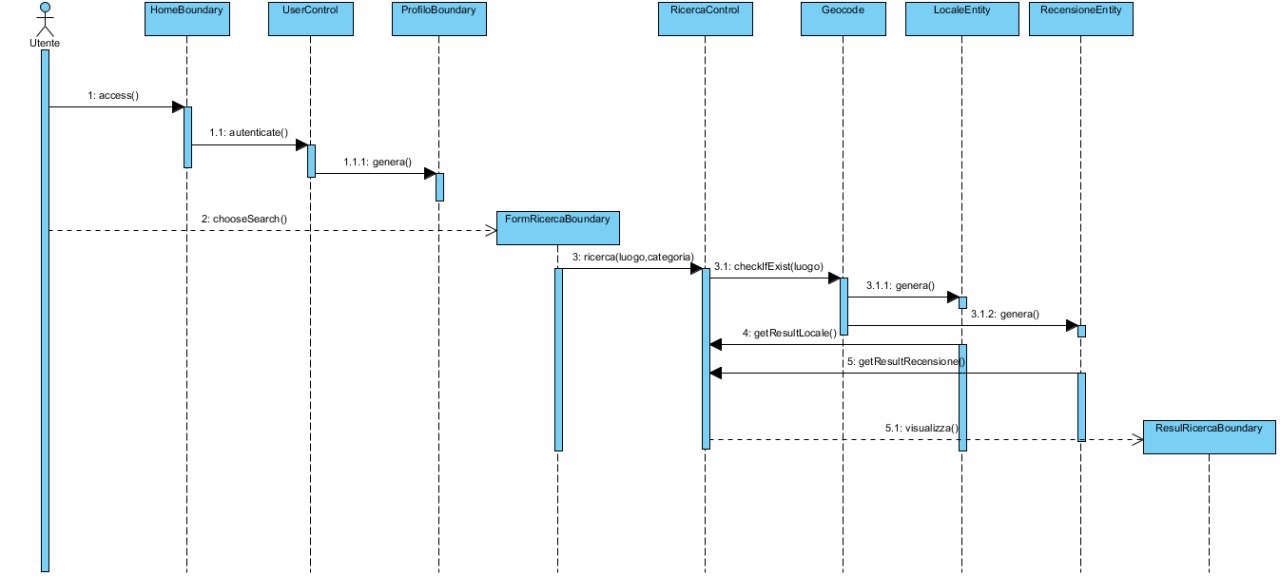 HomeBoundary
UserControl
ProfiloBoundary
RicercaControl
Geocode
LocaleEntity
RecensioneEntity
Utente
1: access()
1.1: autenticate()
1.1.1: genera()
2: chooseSearch()
FormRicercaBoundary
3: ricerca(luogo,categoria)
3.1: checkIfExist(luogo)
3.1.1: genera()
3.1.2: genera()
4: getResultLocale()
5: getResultRecensione()
5.1: visualizza()
ResulRicercaBoundary